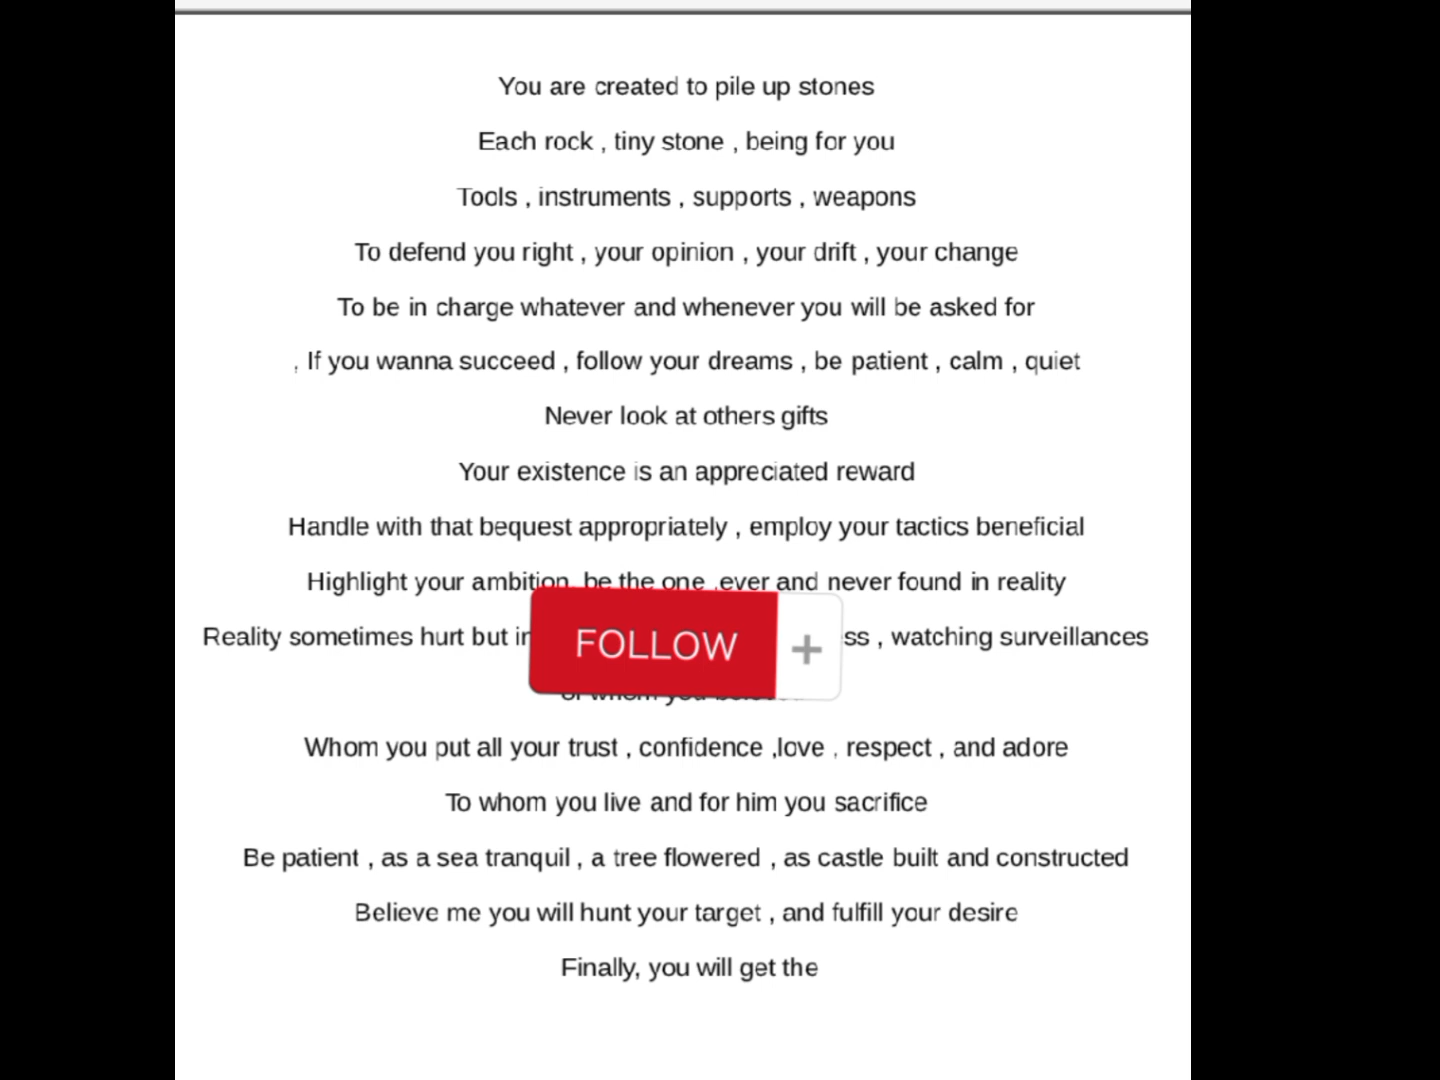 You are created to pile up stones
Each rock , tiny stone , being for you
Tools , instruments , supports , weapons
To defend you right , your opinion , your drift , your change
To be in charge whatever and whenever you will be asked for
, If you wanna succeed , follow your dreams , be patient , calm , quiet
Never look at others gifts
Your existence is an appreciated reward
Handle with that bequest appropriately , employ your tactics beneficial
Highlight your ambition, be the one ,ever and never found in reality
Reality sometimes hurt but , watching surveillances
FOLLOW +
whom you
Whom you put all your trust , confidence ,love , respect , and adore
To whom you live and for him you sacrifice
Be patient , as a sea tranquil , a tree flowered , as castle built and constructed
Believe me you will hunt your target , and fulfill your desire
Finally, you will get the